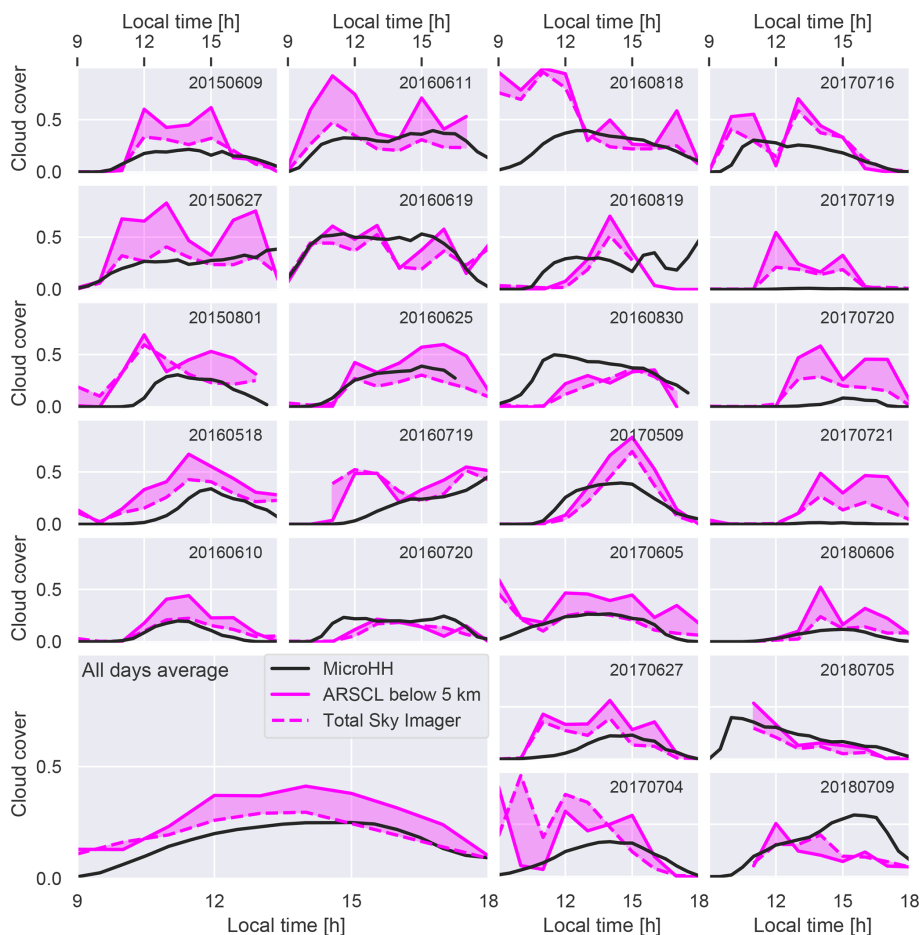 Local time [h] Local time [h] Local time [h] Local time [h]
9 12 15 9 12 15 9 12 15 9 12 15
Cloud cover 0.5 0.0 20150609 20160611 20160818 20170716
Cloud cover 0.5 0.0 20150627 20160619 20160819 20170719
Cloud cover 0.5 0.0 20150801 20160625 20160830 20170720
Cloud cover 0.5 0.0 20160518 20160719 20170509 20170721
Cloud cover 0.5 0.0 20160610 20160720 20170605 20180606
All days average
MicroHH
ARSCL below 5 km
Total Sky Imager
20170627 20180705
Cloud cover 0.5 0.0
20170704 20180709
9 12 15 18 12 15 18 12 15 18
Local time [h] Local time [h] Local time [h]